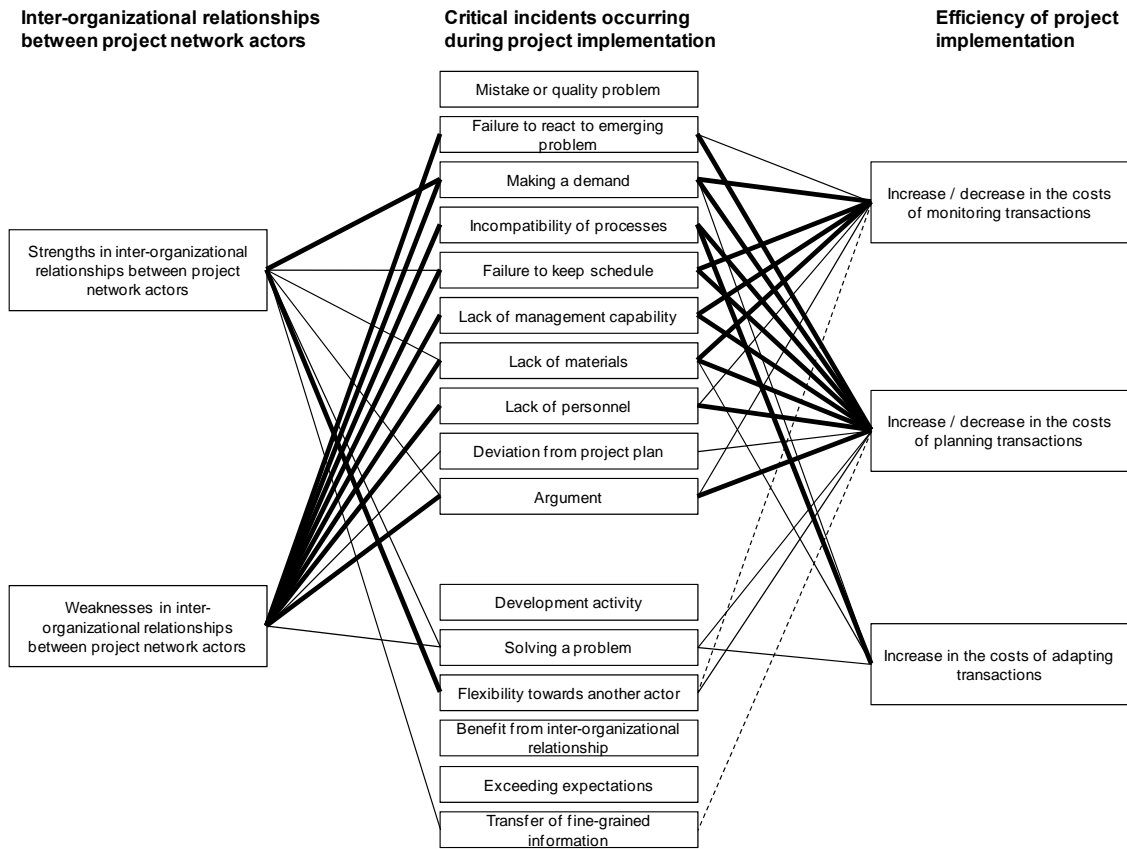 Inter-organizational relationships
between project network actors
Critical incidents occurring
during project implementation
Efficiency of project
implementation
Strengths in inter-organizational
relationships between project
network actors
Weaknesses in inter-
organizational relationships
between project network actors
Mistake or quality problem
Failure to react to emerging
problem
Making a demand
Incompatibility of processes
Failure to keep schedule
Lack of management capability
Lack of materials
Lack of personnel
Deviation from project plan
Argument
Development activity
Solving a problem
Flexibility towards another actor
Benefit from inter-organizational
relationship
Exceeding expectations
Transfer of fine-grained
information
Increase / decrease in the costs
of monitoring transactions
Increase / decrease in the costs
of planning transactions
Increase in the costs of adapting
transactions